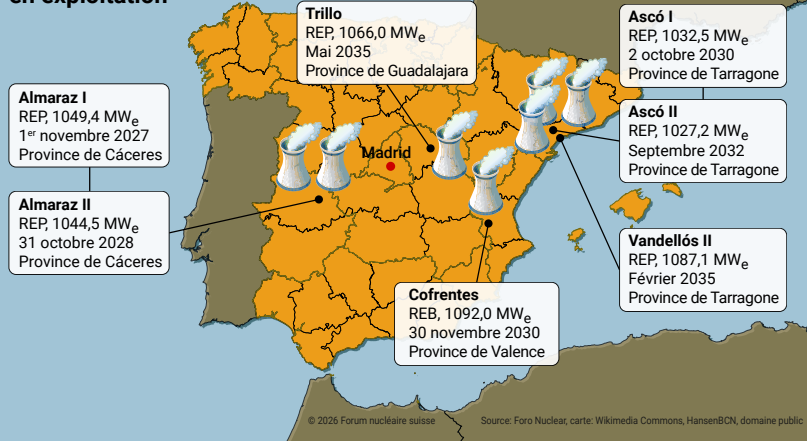 en exploitation
Trillo
REP, 1066,0 MWe
Mai 2035
Province de Guadalajara
Ascó I
REP, 1032,5 MWe
2 octobre 2030
Province de Tarragone
Almaraz I
REP, 1049,4 MWe
1er novembre 2027
Province de Cáceres
Ascó II
REP, 1027,2 MWe
Septembre 2032
Province de Tarragone
Madrid
Almaraz II
REP, 1044,5 MWe
31 octobre 2028
Province de Cáceres
Vandellós II
REP, 1087,1 MWe
Février 2035
Province de Tarragone
Cofrentes
REB, 1092,0 MWe
30 novembre 2030
Province de Valence
© 2026 Forum nucléaire suisse
Source: Foro Nuclear, carte: Wikimedia Commons, HansenBCN, domaine public